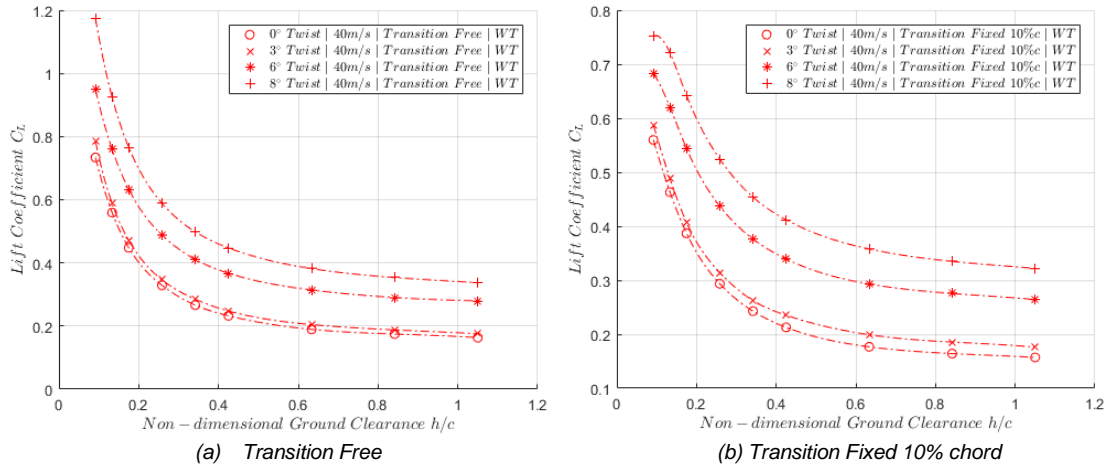 1.2
1
0.8
0.6
0.4
0.2
0
Lift Coefficient C_L
0° Twist | 40m/s | Transition Free | WT
3° Twist | 40m/s | Transition Free | WT
6° Twist | 40m/s | Transition Free | WT
8° Twist | 40m/s | Transition Free | WT
0 0.2 0.4 0.6 0.8 1 1.2
Non − dimensional Ground Clearance h/c
(a) Transition Free
0.8
0.7
0.6
0.5
0.4
0.3
0.2
0.1
Lift Coefficient C_L
0° Twist | 40m/s | Transition Fixed 10%c | WT
3° Twist | 40m/s | Transition Fixed 10%c | WT
6° Twist | 40m/s | Transition Fixed 10%c | WT
8° Twist | 40m/s | Transition Fixed 10%c | WT
0 0.2 0.4 0.6 0.8 1 1.2
Non − dimensional Ground Clearance h/c
(b) Transition Fixed 10% chord